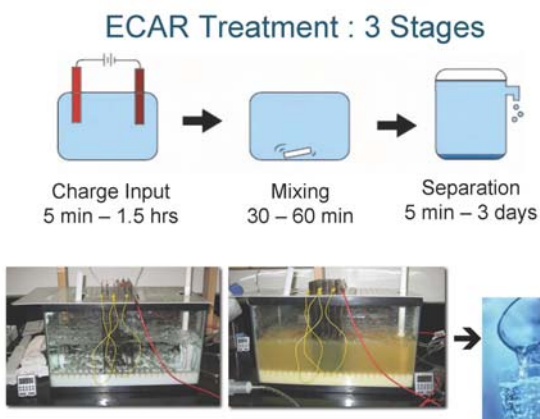 ECAR Treatment : 3 Stages
Charge Input
5 min – 1.5 hrs
Mixing
30 – 60 min
Separation
5 min – 3 days